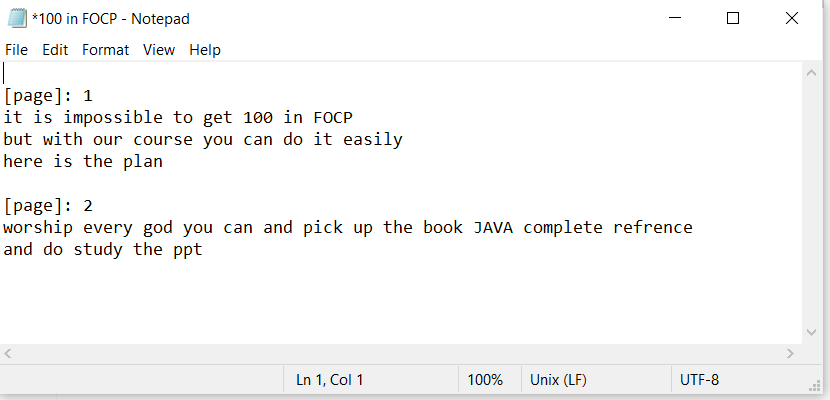 *100 in FOCP - Notepad
File Edit Format View Help
[page]: 1
it is impossible to get 100 in FOCP
but with our course you can do it easily
here is the plan
[page]: 2
worship every god you can and pick up the book JAVA complete refrence
and do study the ppt
Ln 1, Col 1 100% Unix (LF) UTF-8